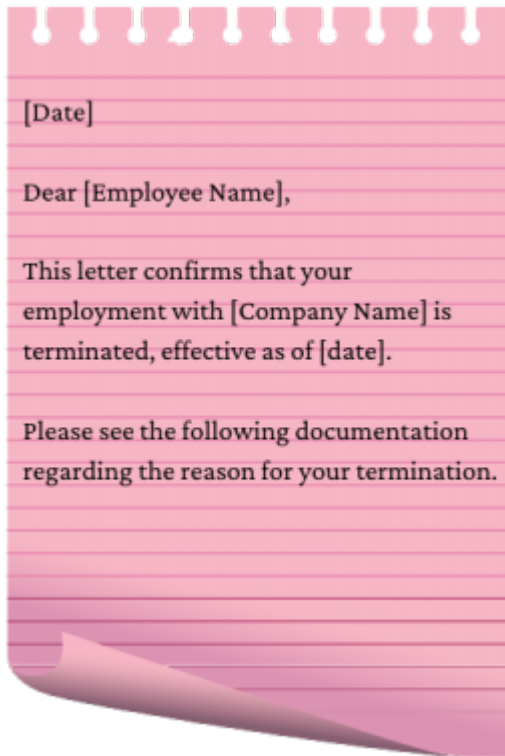 [Date]
Dear [Employee Name],
This letter confirms that your
employment with [Company Name] is
terminated, effective as of [date].
Please see the following documentation
regarding the reason for your termination.